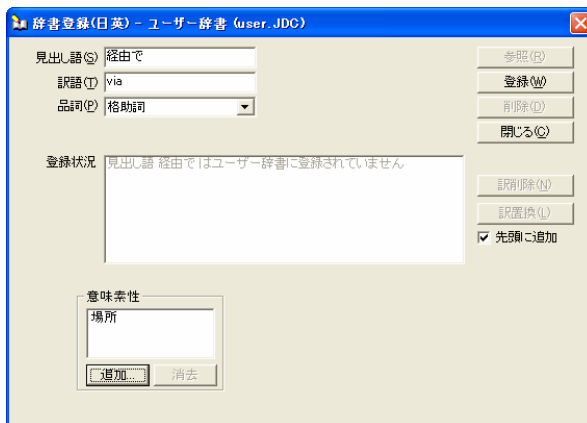 辞書登録(日英) - ユーザー辞書 (user.JDC)
見出し語(S) 経由で 参照(R)
訳語(T) via 登録(W)
品詞(P) 格助詞 削除(D)
閉じる(C)
登録状況 見出し語 経由で はユーザー辞書に登録されていません
訳削除(N)
訳置換(L)
先頭に追加
意味素性
場所
追加... 消去